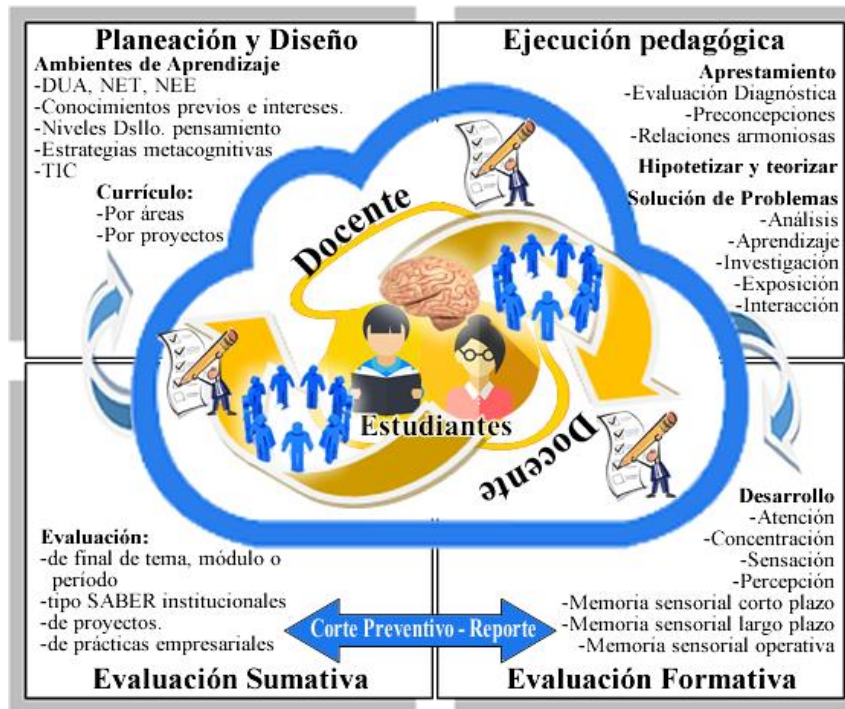 Planeación y Diseño
Ambientes de Aprendizaje
-DUA, NET, NEE
-Conocimientos previos e intereses.
-Niveles Dsllo. pensamiento
-Estrategias metacognitivas
-TIC
Currículo:
-Por áreas
-Por proyectos
Ejecución pedagógica
Aprestamiento
-Evaluación Diagnóstica
-Preconcepciones
-Relaciones armoniosas
Hipotetizar y teorizar
Solución de Problemas
-Análisis
-Aprendizaje
-Investigación
-Exposición
-Interacción
Docente
Estudiantes
Docente
Evaluación:
-de final de tema, módulo o
período
-tipo SABER institucionales
-de proyectos.
-de prácticas empresariales
Evaluación Sumativa
Corte Preventivo - Reporte
Desarrollo
-Atención
-Concentración
-Sensación
-Percepción
-Memoria sensorial corto plazo
-Memoria sensorial largo plazo
-Memoria sensorial operativa
Evaluación Formativa